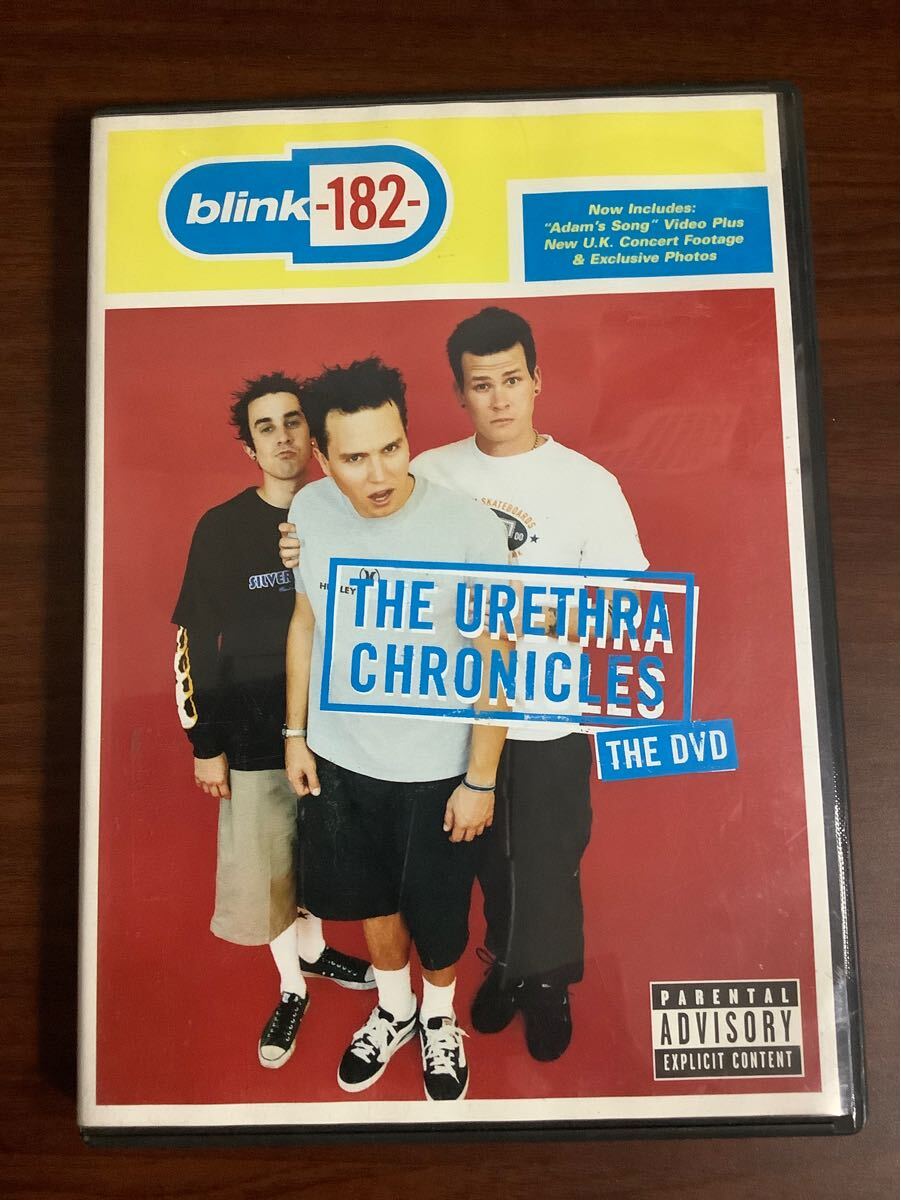 blink-182-
Now Includes:
"Adam's Song" Video Plus
New U.K. Concert Footage
& Exclusive Photos
SKATEBOARDS
SILVER
THE URETHRA
CHRONICLES
THE DVD
PARENTAL
ADVISORY
EXPLICIT CONTENT